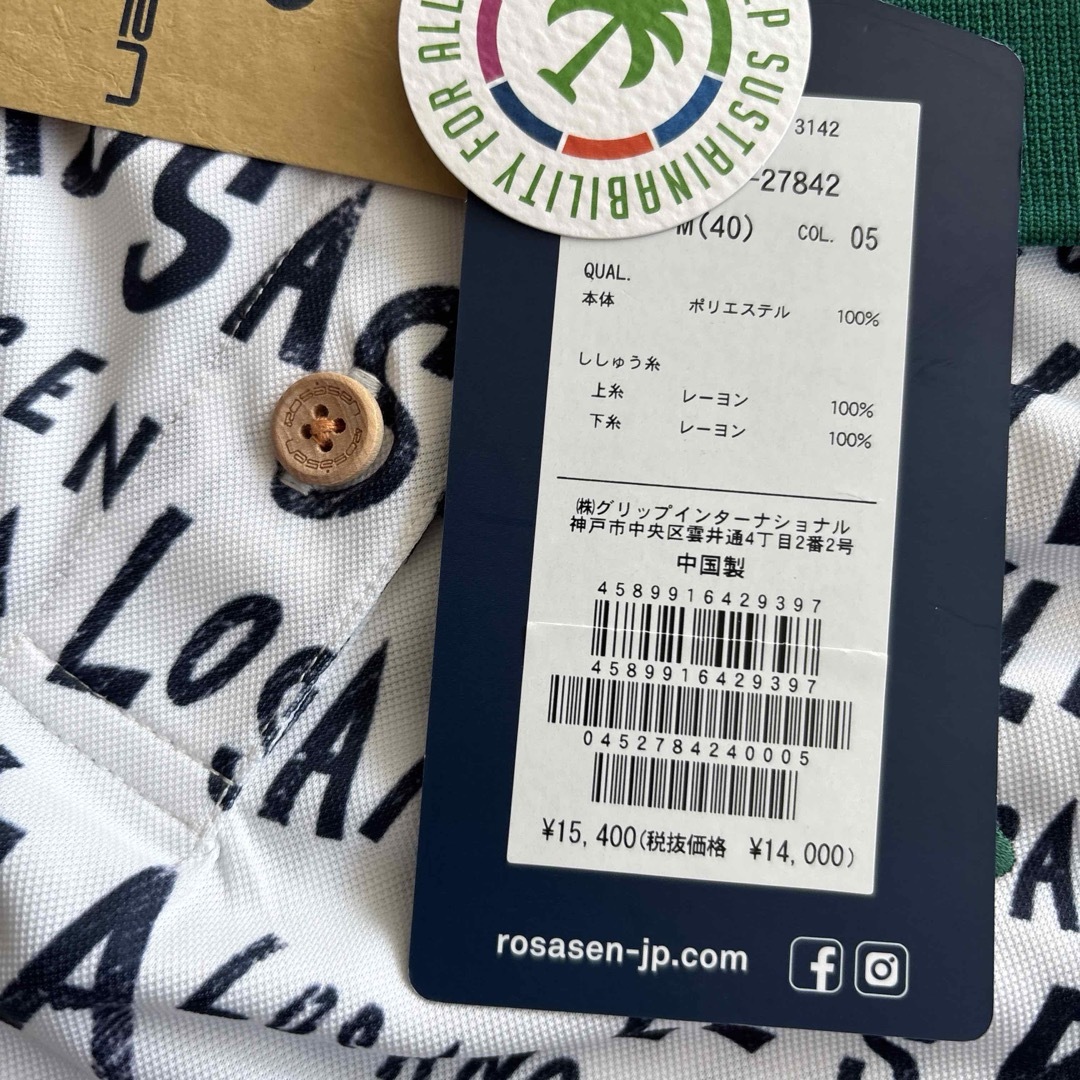 FOR ALL
SUSTAINABILITY
3142
-27842
M(40) COL. 05
QUAL.
本体 ポリエステル 100%
ししゅう糸
上糸 レーヨン 100%
下糸 レーヨン 100%
㈱グリップインターナショナル
神戸市中央区雲井通4丁目2番2号
中国製
4589916429397
4589916429397
0452784240005
¥15,400(税抜価格 ¥14,000)
rosasen-jp.com
rosasen
rosasen